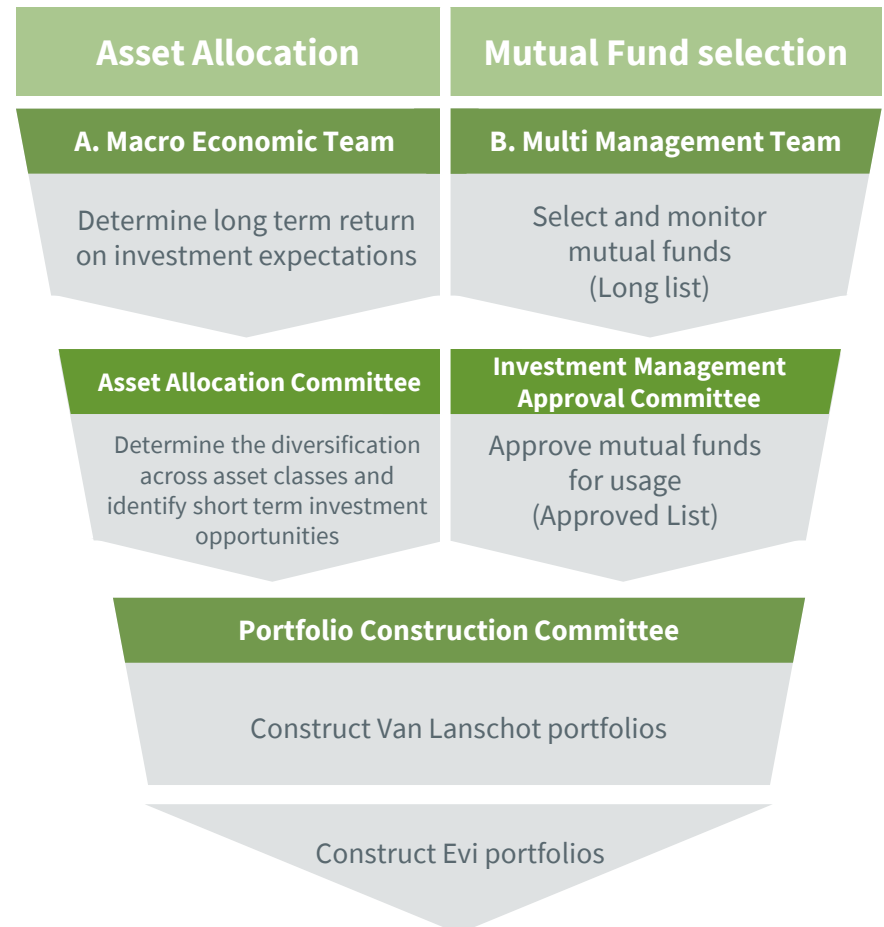 Asset Allocation
Mutual Fund selection
A. Macro Economic Team
Determine long term return
on investment expectations
B. Multi Management Team
Select and monitor
mutual funds
(Long list)
Asset Allocation Committee
Determine the diversification
across asset classes and
identify short term investment
opportunities
Investment Management
Approval Committee
Approve mutual funds
for usage
(Approved List)
Portfolio Construction Committee
Construct Van Lanschot portfolios
Construct Evi portfolios